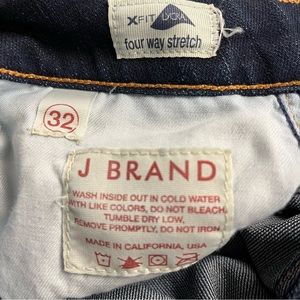 XFIT LYCRA
four way stretch
32
J BRAND
WASH INSIDE OUT IN COLD WATER
WITH LIKE COLORS, DO NOT BLEACH
TUMBLE DRY LOW,
REMOVE PROMPTLY, DO NOT IRON
MADE IN CALIFORNIA, USA